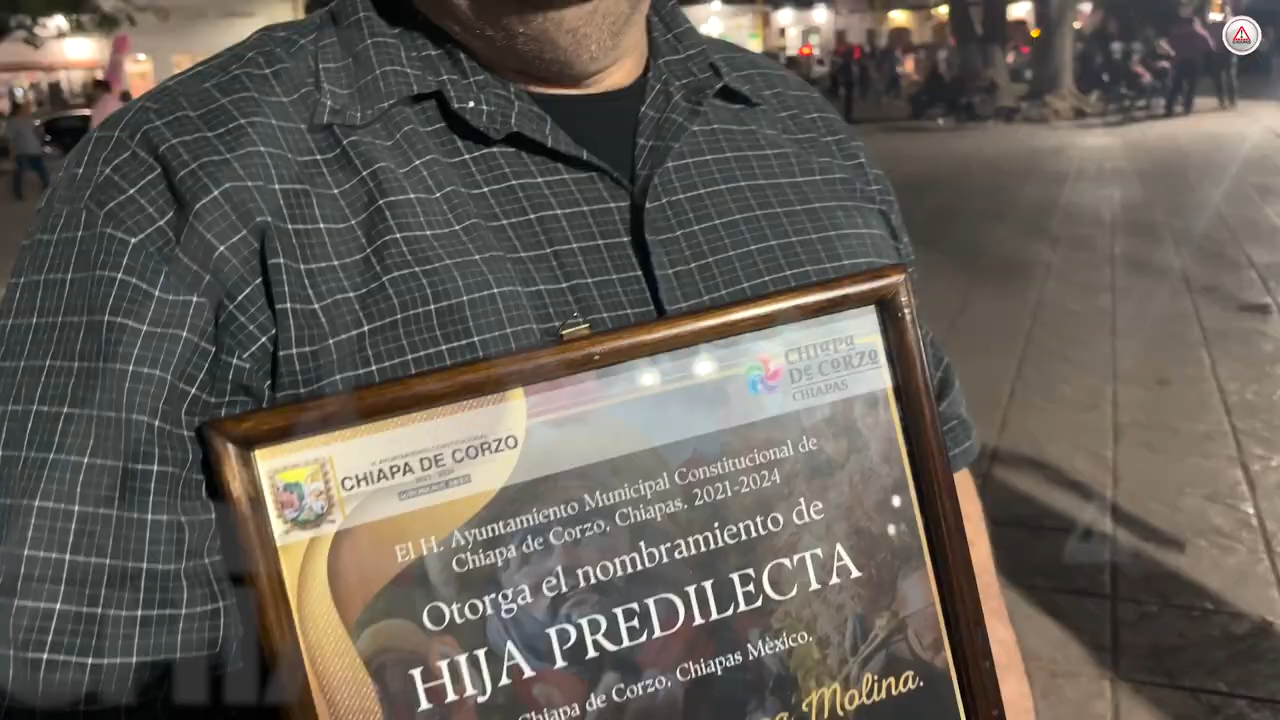 CHIAPA DE CORZO
CHIAPA
DE CORZO
CHIAPAS
El H. Ayuntamiento Municipal Constitucional de
Chiapa de Corzo, Chiapas, 2021-2024
Otorga el nombramiento de
HIJA PREDILECTA
Chiapa de Corzo, Chiapas Mèxico.
Molina.